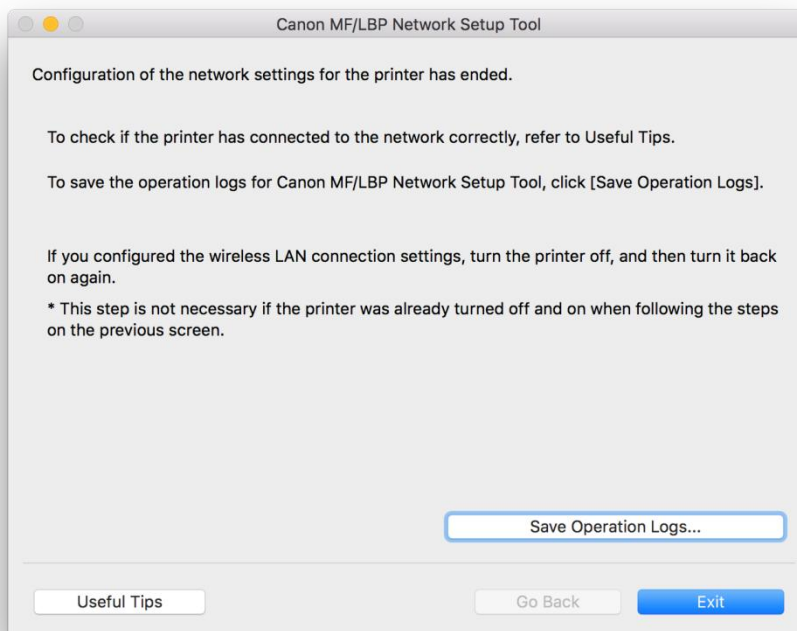 Canon MF/LBP Network Setup Tool
Configuration of the network settings for the printer has ended.
To check if the printer has connected to the network correctly, refer to Useful Tips.
To save the operation logs for Canon MF/LBP Network Setup Tool, click [Save Operation Logs].
If you configured the wireless LAN connection settings, turn the printer off, and then turn it back
on again.
* This step is not necessary if the printer was already turned off and on when following the steps
on the previous screen.
Save Operation Logs...
Useful Tips
Go Back
Exit